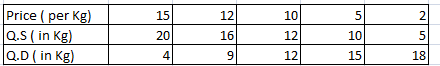 Price ( per Kg) 15 12 10 5 2
Q.S ( in Kg) 20 16 12 10 5
Q.D ( in Kg) 4 9 12 15 18